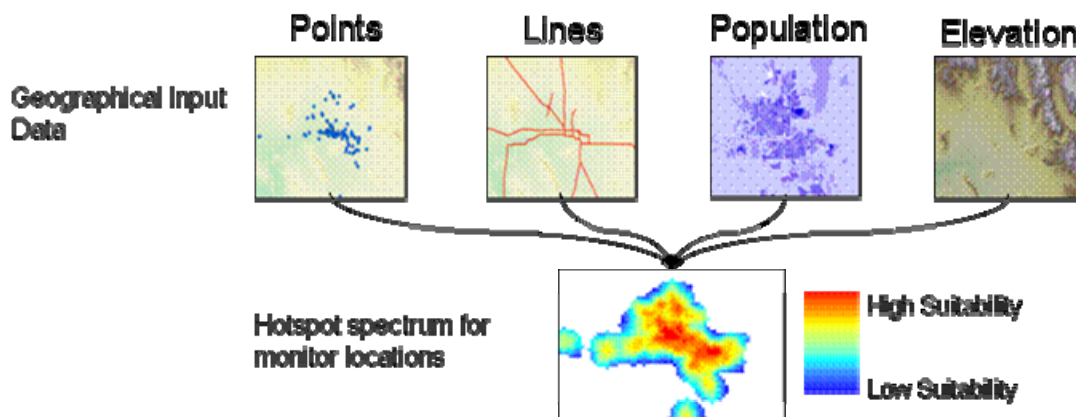 Points
Lines
Population
Elevation
Geographical Input
Data
Hotspot spectrum for
monitor locations
High Suitability
Low Suitability